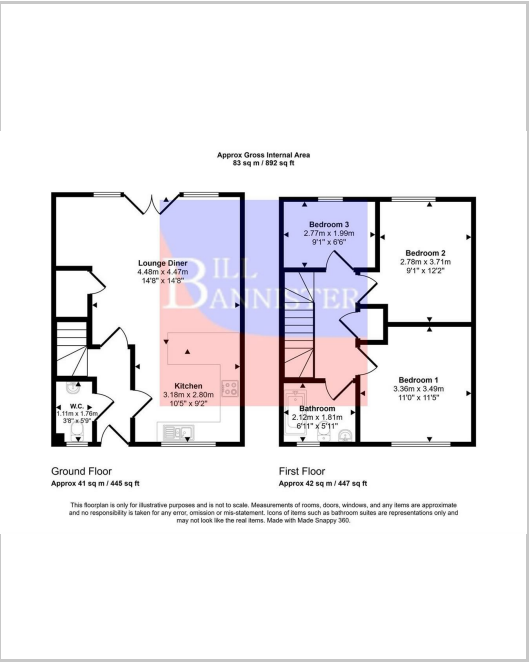 Approx Gross Internal Area
83 sq m / 892 sq ft
Lounge Diner
4.48m x 4.47m
14'8" x 14'8"
Kitchen
3.18m x 2.80m
10'5" x 9'2"
W.C.
1.11m x 1.76m
3'8" x 5'9"
Bedroom 3
2.77m x 1.99m
9'1" x 6'6"
Bedroom 2
2.78m x 3.71m
9'1" x 12'2"
Bedroom 1
3.36m x 3.49m
11'0" x 11'5"
Bathroom
2.12m x 1.81m
6'11" x 5'11"
BILL
BANNISTER
Ground Floor
Approx 41 sq m / 445 sq ft
First Floor
Approx 42 sq m / 447 sq ft
This floorplan is only for illustrative purposes and is not to scale. Measurements of rooms, doors, windows, and any items are approximate
and no responsibility is taken for any error, omission or mis-statement. Icons of items such as bathroom suites are representations only and
may not look like the real items. Made with Made Snappy 360.